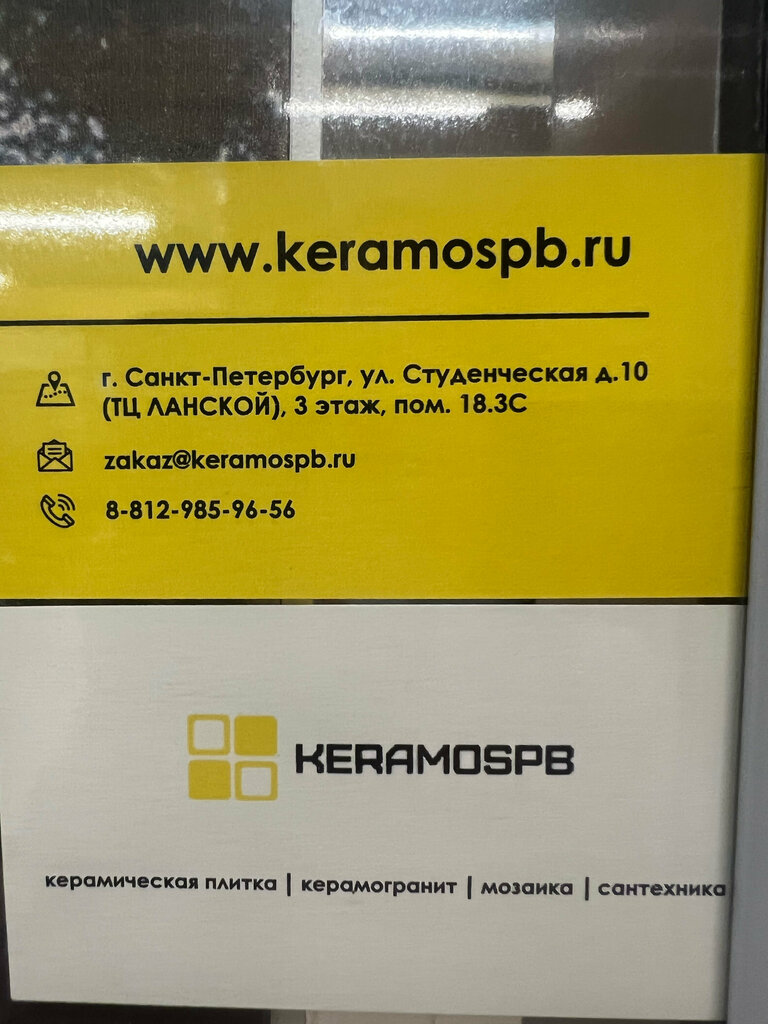 www.keramospb.ru
г. Санкт-Петербург, ул. Студенческая д.10
(ТЦ ЛАНСКОЙ), 3 этаж, пом. 18.3С
zakaz@keramospb.ru
8-812-985-96-56
KERAMOSPB
керамическая плитка | керамогранит | мозаика | сантехника